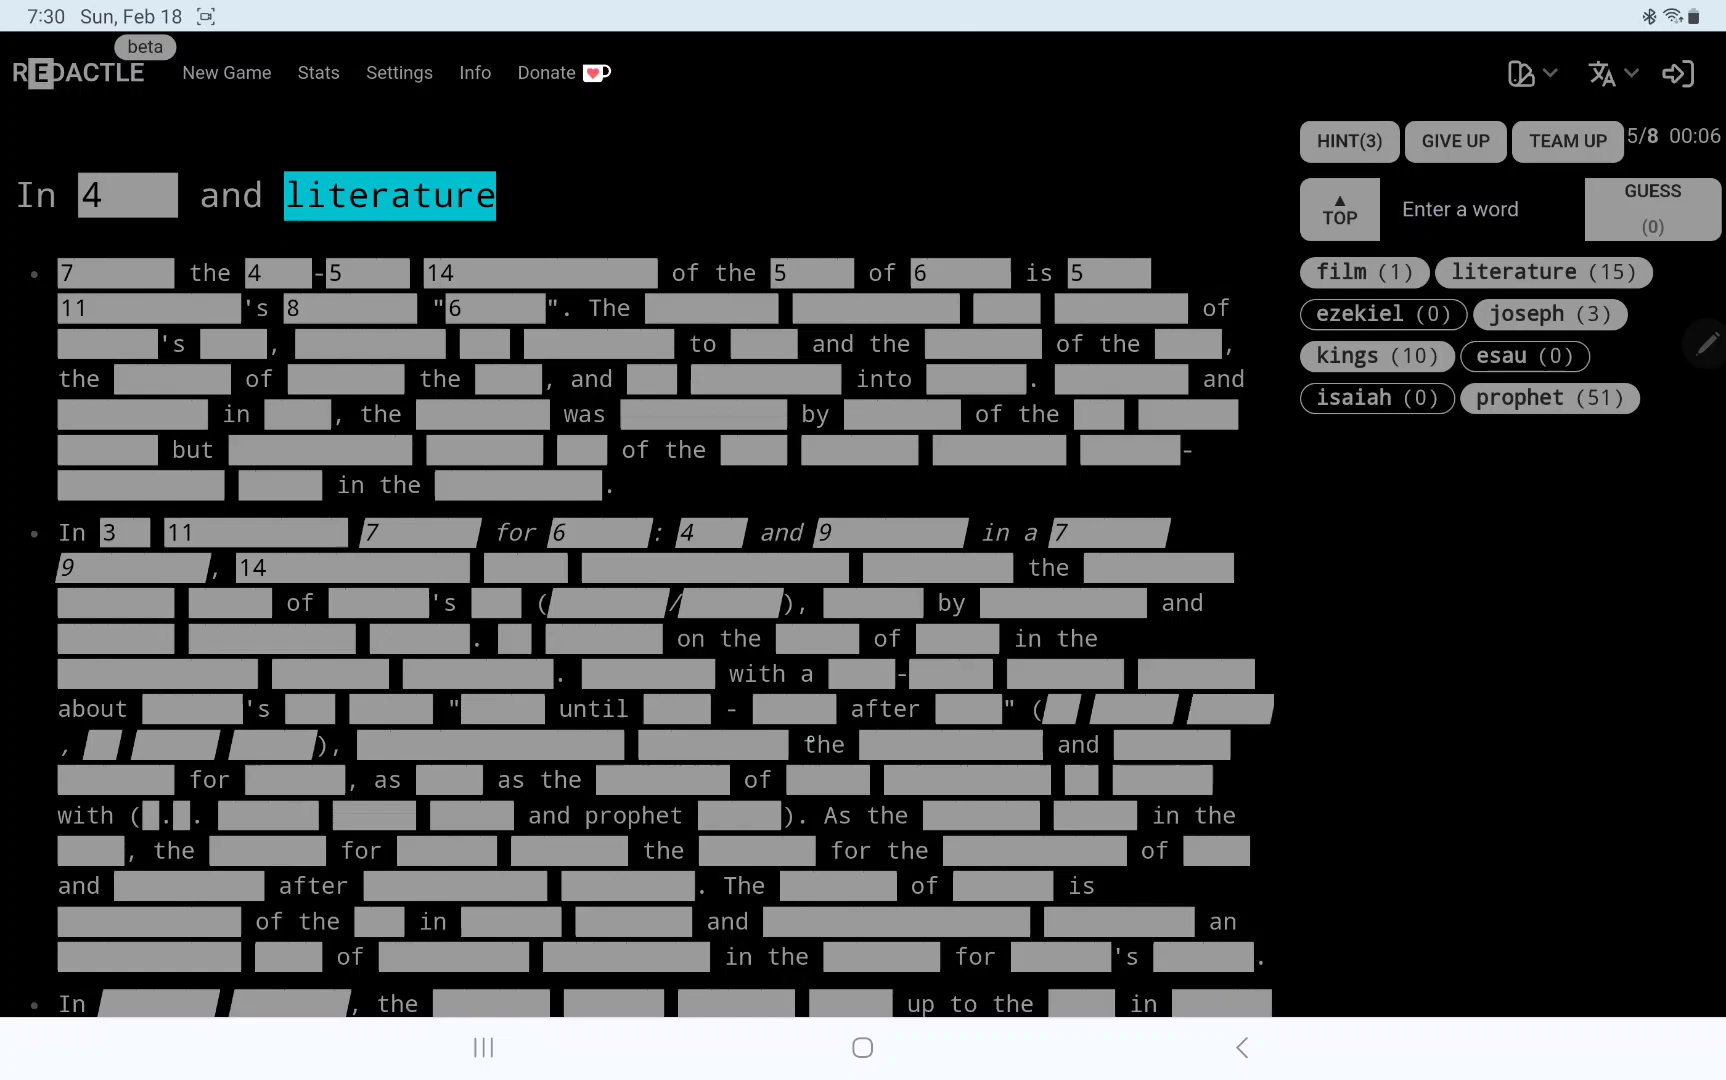 7:30 Sun, Feb 18
beta
REDACTLE New Game Stats Settings Info Donate
HINT(3) GIVE UP TEAM UP 5/8 00:06
▲ TOP Enter a word GUESS (0)
film (1) literature (15)
ezekiel (0) joseph (3)
kings (10) esau (0)
isaiah (0) prophet (51)
In 4 and literature
• 7 the 4 -5 14 of the 5 of 6 is 5
11 's 8 "6 ". The of
's , to and the of the ,
the of the , and into . and
in , the was by of the
but of the -
in the .
• In 3 11 7 for 6 : 4 and 9 in a 7
9 , 14 the
of 's ( / ), by and
. on the of in the
. with a -
about 's " until - after " (
, ), the and
for , as as the of
with ( . . and prophet ). As the in the
, the for the for the of
and after . The of is
of the in and an
of in the for 's .
• In , the up to the in